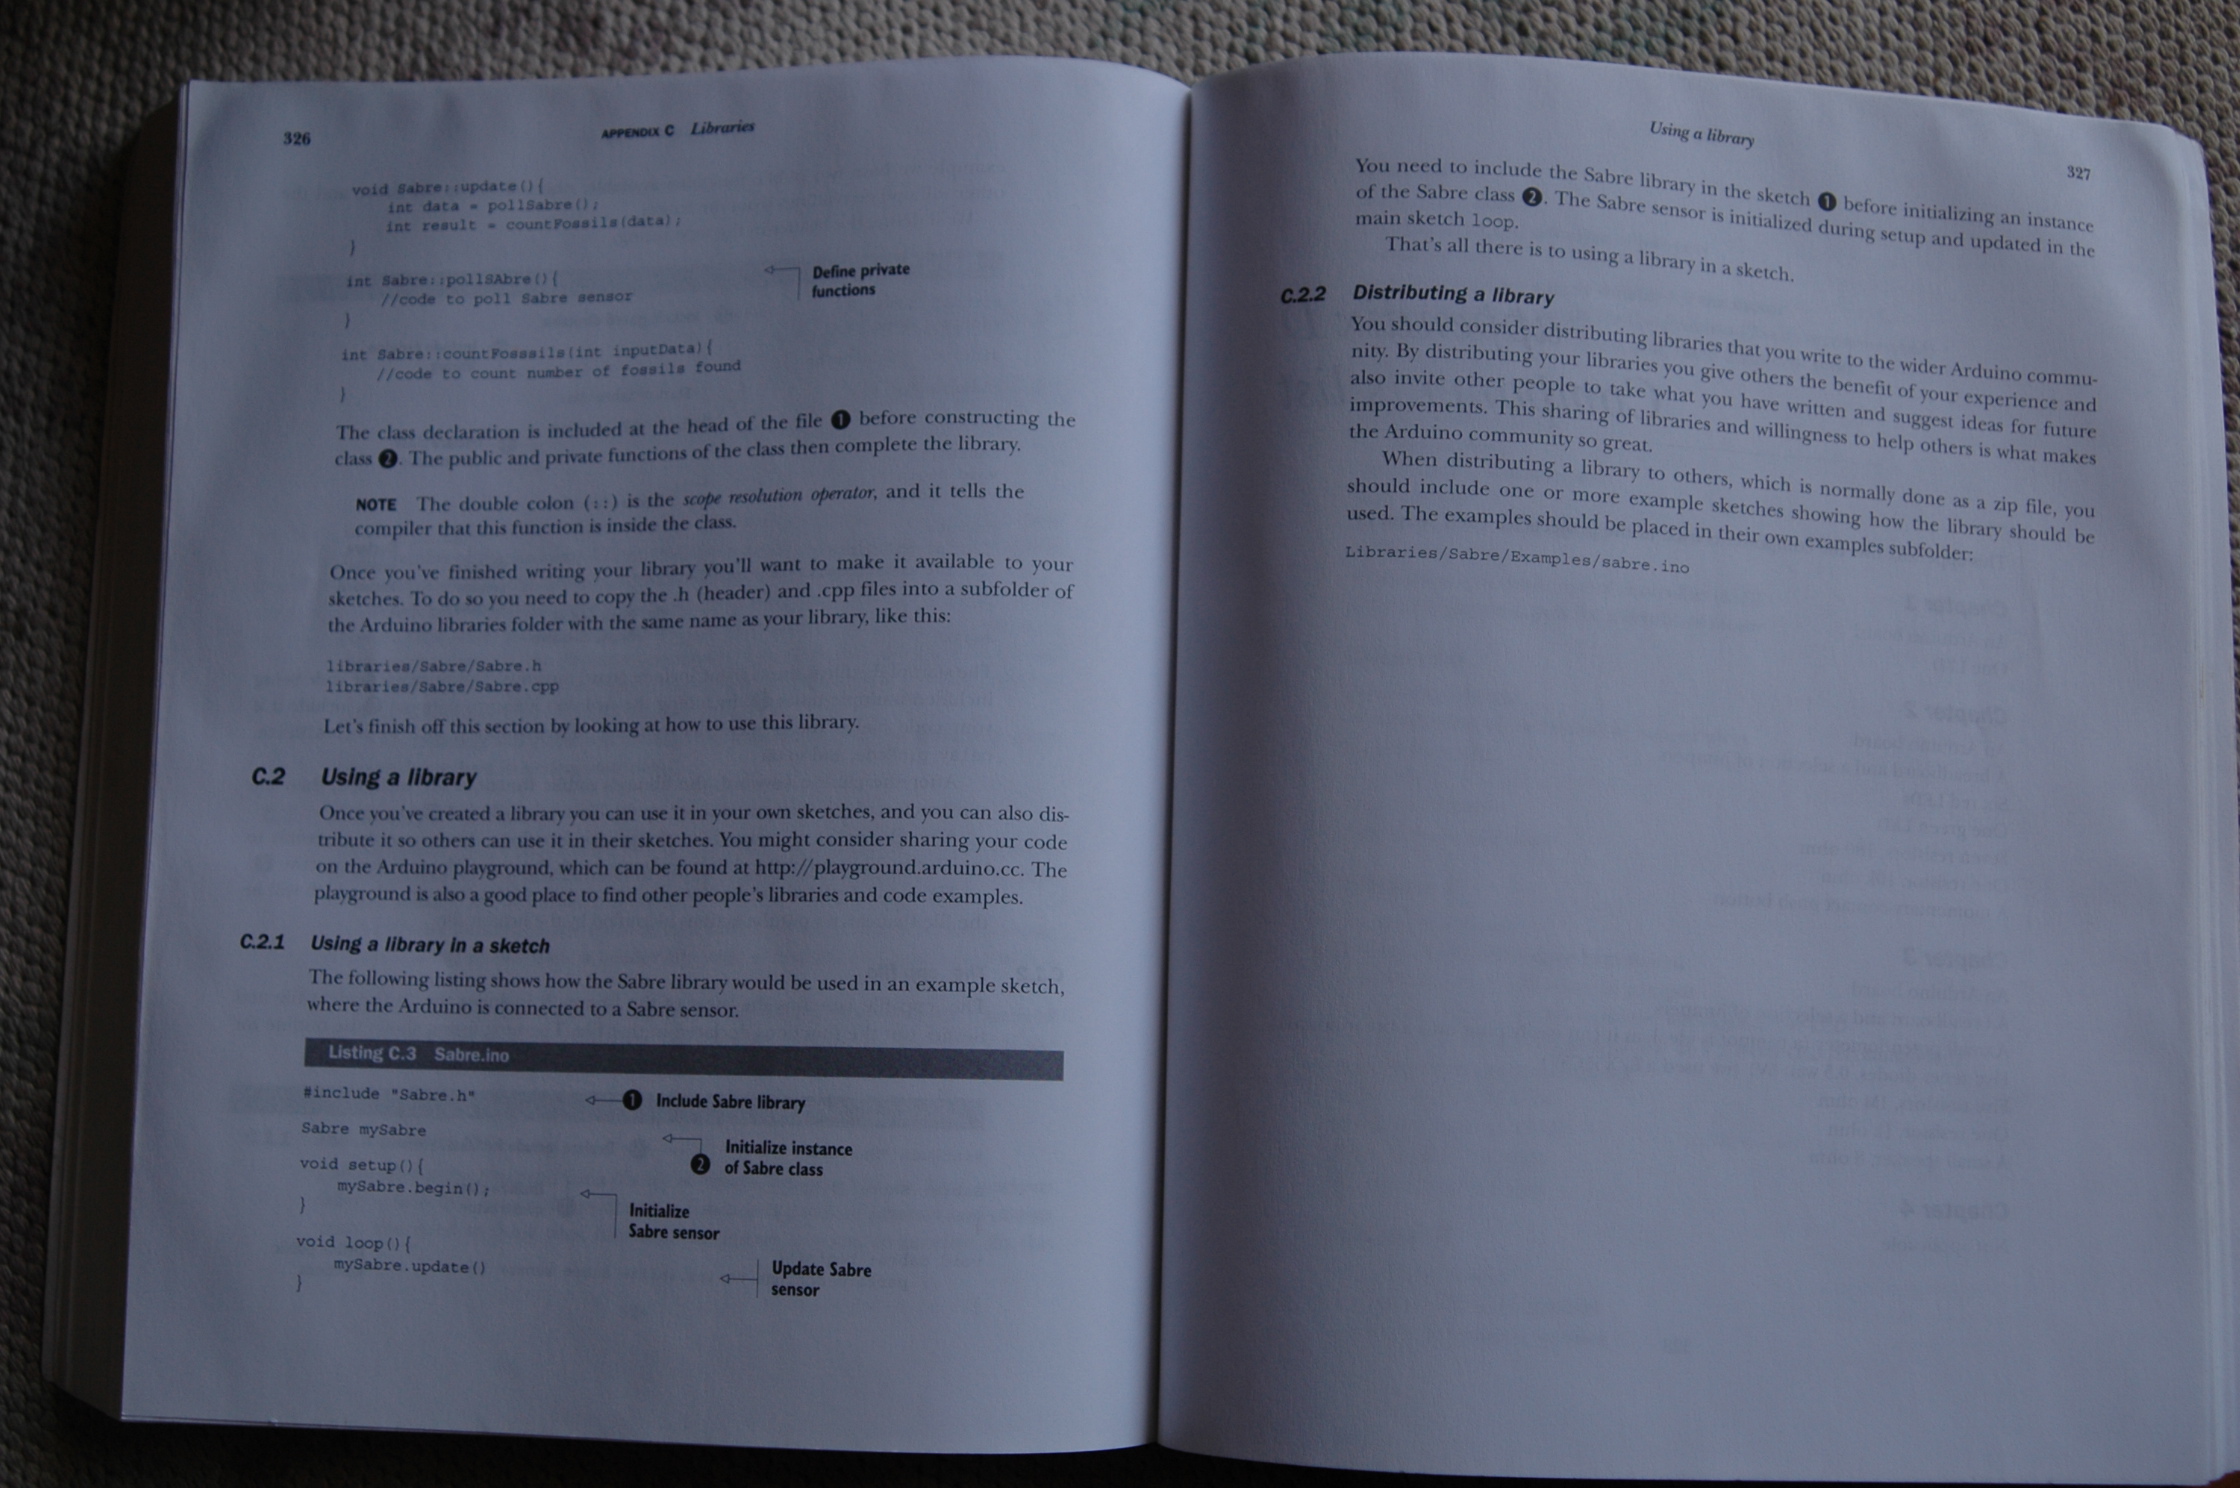 326
APPENDIX C Libraries
void Sabre::update(){
int data = pollSabre();
int result = countFossils(data);
}
int Sabre::pollSAbre(){
//code to poll Sabre sensor
}
Define private
functions
int Sabre::countFosssils(int inputData){
//code to count number of fossils found
}
The class declaration is included at the head of the file ❶ before constructing the
class ❷. The public and private functions of the class then complete the library.
NOTE The double colon (::) is the scope resolution operator, and it tells the
compiler that this function is inside the class.
Once you've finished writing your library you'll want to make it available to your
sketches. To do so you need to copy the .h (header) and .cpp files into a subfolder of
the Arduino libraries folder with the same name as your library, like this:
libraries/Sabre/Sabre.h
libraries/Sabre/Sabre.cpp
Let's finish off this section by looking at how to use this library.
C.2 Using a library
Once you've created a library you can use it in your own sketches, and you can also dis-
tribute it so others can use it in their sketches. You might consider sharing your code
on the Arduino playground, which can be found at http://playground.arduino.cc. The
playground is also a good place to find other people's libraries and code examples.
C.2.1 Using a library in a sketch
The following listing shows how the Sabre library would be used in an example sketch,
where the Arduino is connected to a Sabre sensor.
Listing C.3 Sabre.ino
#include "Sabre.h"
❶ Include Sabre library
Sabre mySabre
❷ Initialize instance
of Sabre class
void setup(){
mySabre.begin();
}
Initialize
Sabre sensor
void loop(){
mySabre.update()
}
Update Sabre
sensor
Using a library
327
You need to include the Sabre library in the sketch ❶ before initializing an instance
of the Sabre class ❷. The Sabre sensor is initialized during setup and updated in the
main sketch loop.
That's all there is to using a library in a sketch.
C.2.2 Distributing a library
You should consider distributing libraries that you write to the wider Arduino commu-
nity. By distributing your libraries you give others the benefit of your experience and
also invite other people to take what you have written and suggest ideas for future
improvements. This sharing of libraries and willingness to help others is what makes
the Arduino community so great.
When distributing a library to others, which is normally done as a zip file, you
should include one or more example sketches showing how the library should be
used. The examples should be placed in their own examples subfolder:
Libraries/Sabre/Examples/sabre.ino